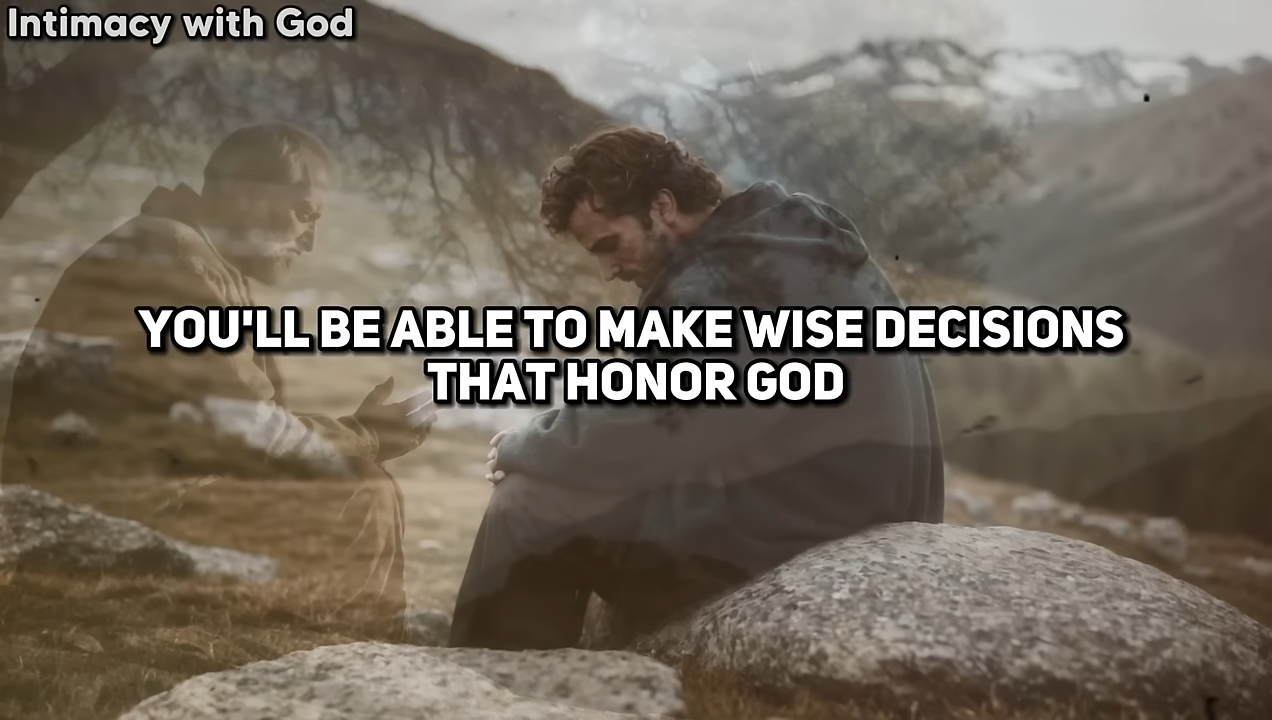 Intimacy with God
YOU'LL BE ABLE TO MAKE WISE DECISIONS
THAT HONOR GOD